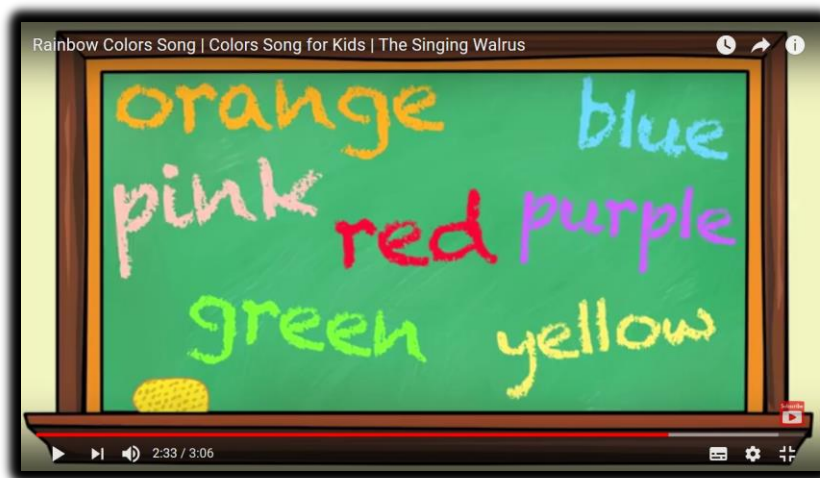 Rainbow Colors Song | Colors Song for Kids | The Singing Walrus
orange
blue
pink
red
purple
green
yellow
Subscribe
2:33 / 3:06